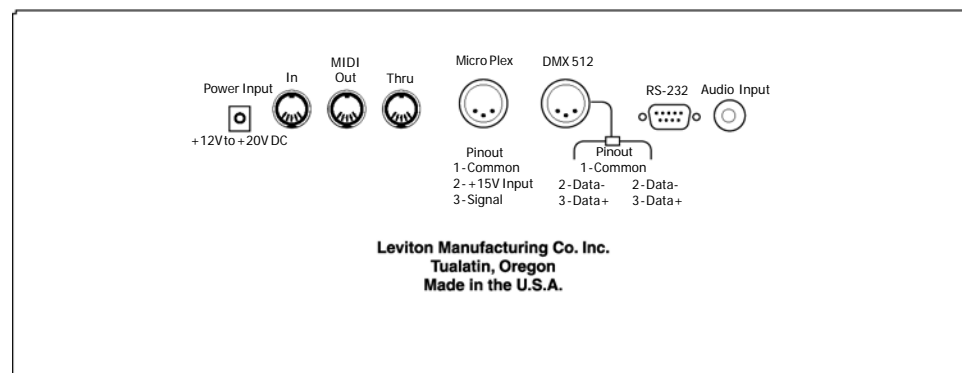 Power Input
+12V to +20V DC
MIDI
In Out Thru
Micro Plex
Pinout
1-Common
2-+15V Input
3-Signal
DMX 512
Pinout
1-Common
2-Data- 2-Data-
3-Data+ 3-Data+
RS-232
Audio Input
Leviton Manufacturing Co. Inc.
Tualatin, Oregon
Made in the U.S.A.